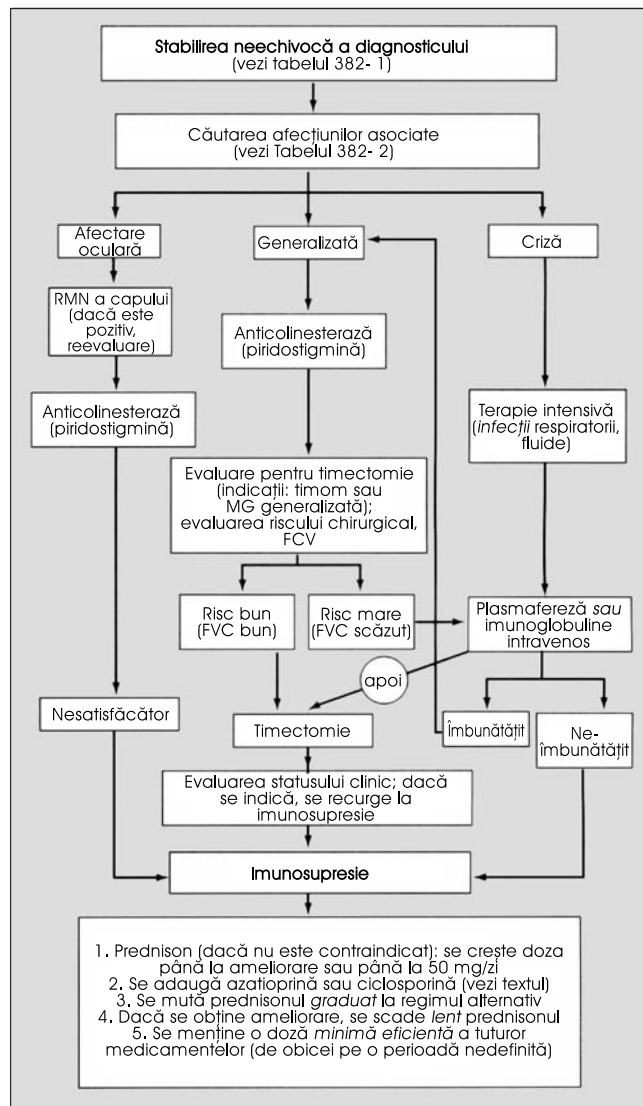 Stabilirea neechivocă a diagnosticului
(vezi tabelul 382- 1)
Căutarea afecțiunilor asociate
(vezi Tabelul 382- 2)
Afectare
oculară
Generalizată
Criză
RMN a capului
(dacă este
pozitiv,
reevaluare)
Anticolinesterază
(piridostigmină)
Anticolinesterază
(piridostigmină)
Terapie intensivă
(infecții respiratorii,
fluide)
Evaluare pentru timectomie
(indicații: timom sau
MG generalizată);
evaluarea riscului chirurgical,
FCV
Risc bun
(FVC bun)
Risc mare
(FVC scăzut)
Plasmafereză sau
imunoglobuline
intravenos
apoi
Nesatisfăcător
Timectomie
Îmbunătățit
Ne-
îmbunătățit
Evaluarea statusului clinic; dacă
se indică, se recurge la
imunosupresie
Imunosupresie
1. Prednison (dacă nu este contraindicat): se crește doza
până la ameliorare sau până la 50 mg/zi
2. Se adaugă azatioprină sau ciclosporină (vezi textul)
3. Se mută prednisonul graduat la regimul alternativ
4. Dacă se obține ameliorare, se scade lent prednisonul
5. Se menține o doză minimă eficientă a tuturor
medicamentelor (de obicei pe o perioadă nedefinită)